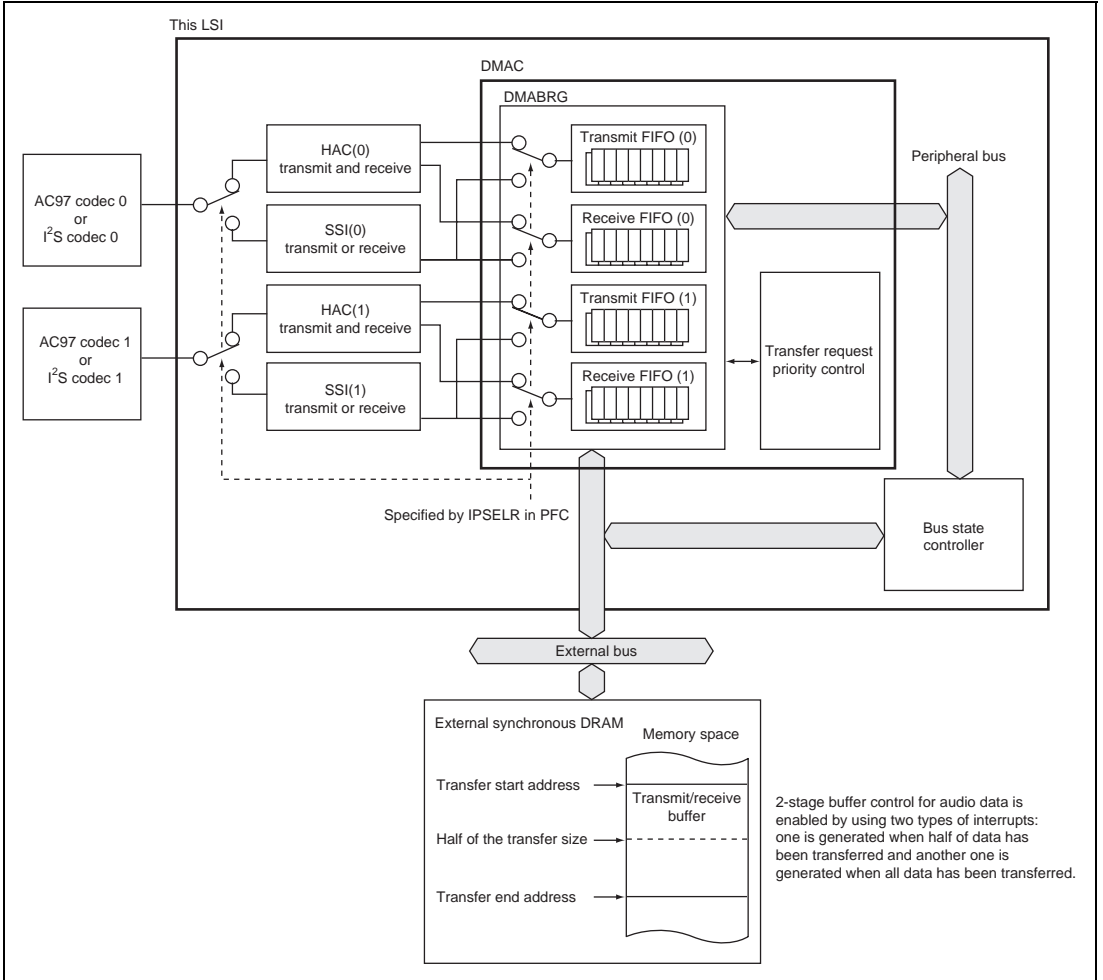 This LSI
DMAC
DMABRG
HAC(0)
transmit and receive
Transmit FIFO (0)
Peripheral bus
AC97 codec 0
or
I²S codec 0
SSI(0)
transmit or receive
Receive FIFO (0)
HAC(1)
transmit and receive
Transmit FIFO (1)
AC97 codec 1
or
I²S codec 1
Transfer request
priority control
SSI(1)
transmit or receive
Receive FIFO (1)
Specified by IPSELR in PFC
Bus state
controller
External bus
External synchronous DRAM
Memory space
Transfer start address
Transmit/receive
buffer
Half of the transfer size
Transfer end address
2-stage buffer control for audio data is
enabled by using two types of interrupts:
one is generated when half of data has
been transferred and another one is
generated when all data has been transferred.